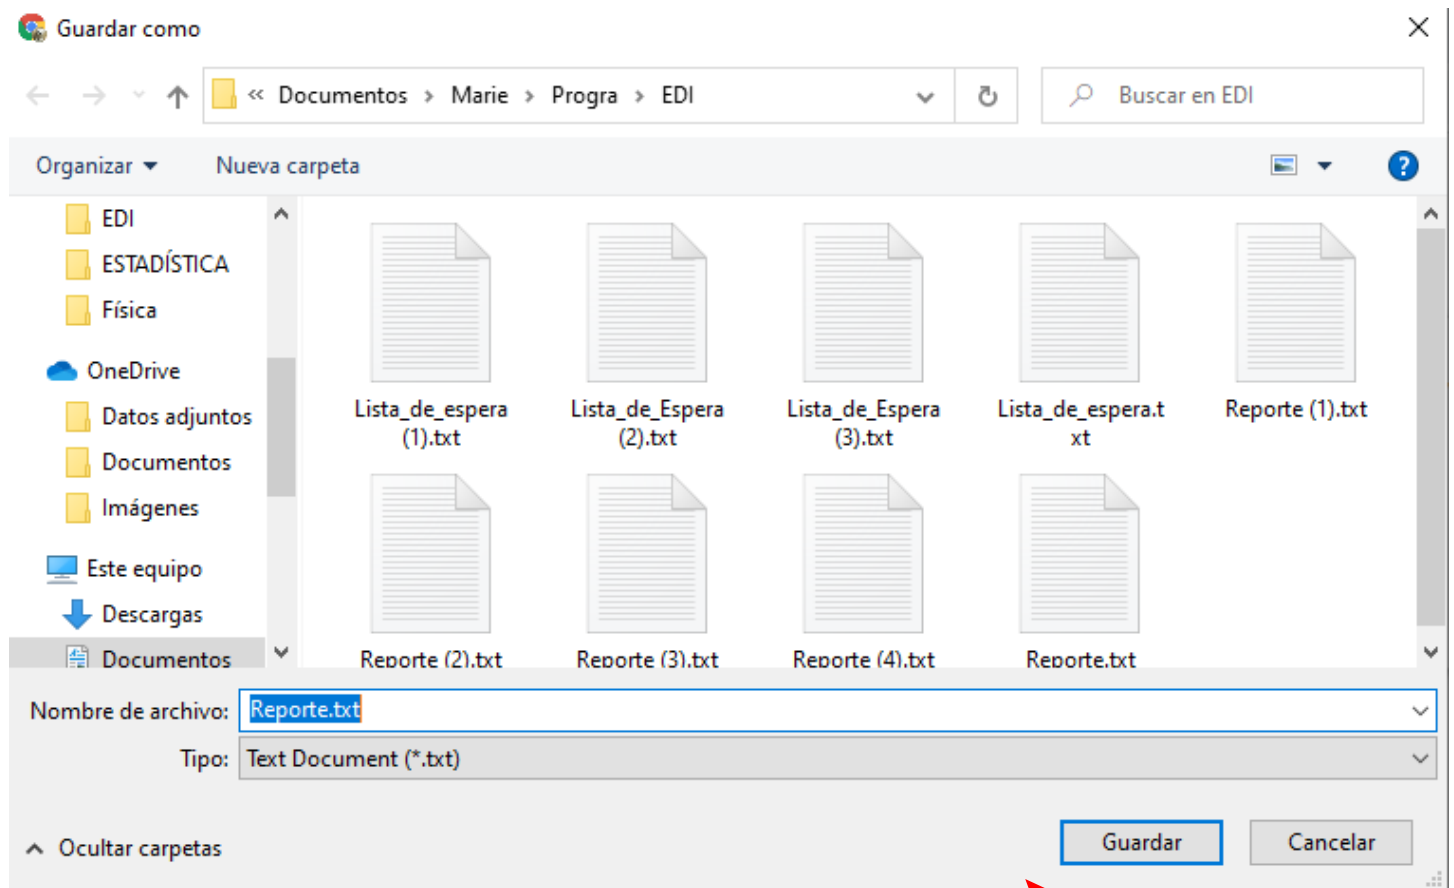 Guardar como
« Documentos › Marie › Progra › EDI
Buscar en EDI
Organizar
Nueva carpeta
EDI
ESTADÍSTICA
Física
OneDrive
Datos adjuntos
Documentos
Imágenes
Este equipo
Descargas
Documentos
Lista_de_espera
(1).txt
Lista_de_Espera
(2).txt
Lista_de_Espera
(3).txt
Lista_de_espera.t
xt
Reporte (1).txt
Reporte (2).txt
Reporte (3).txt
Reporte (4).txt
Reporte.txt
Nombre de archivo: Reporte.txt
Tipo: Text Document (*.txt)
Ocultar carpetas
Guardar
Cancelar